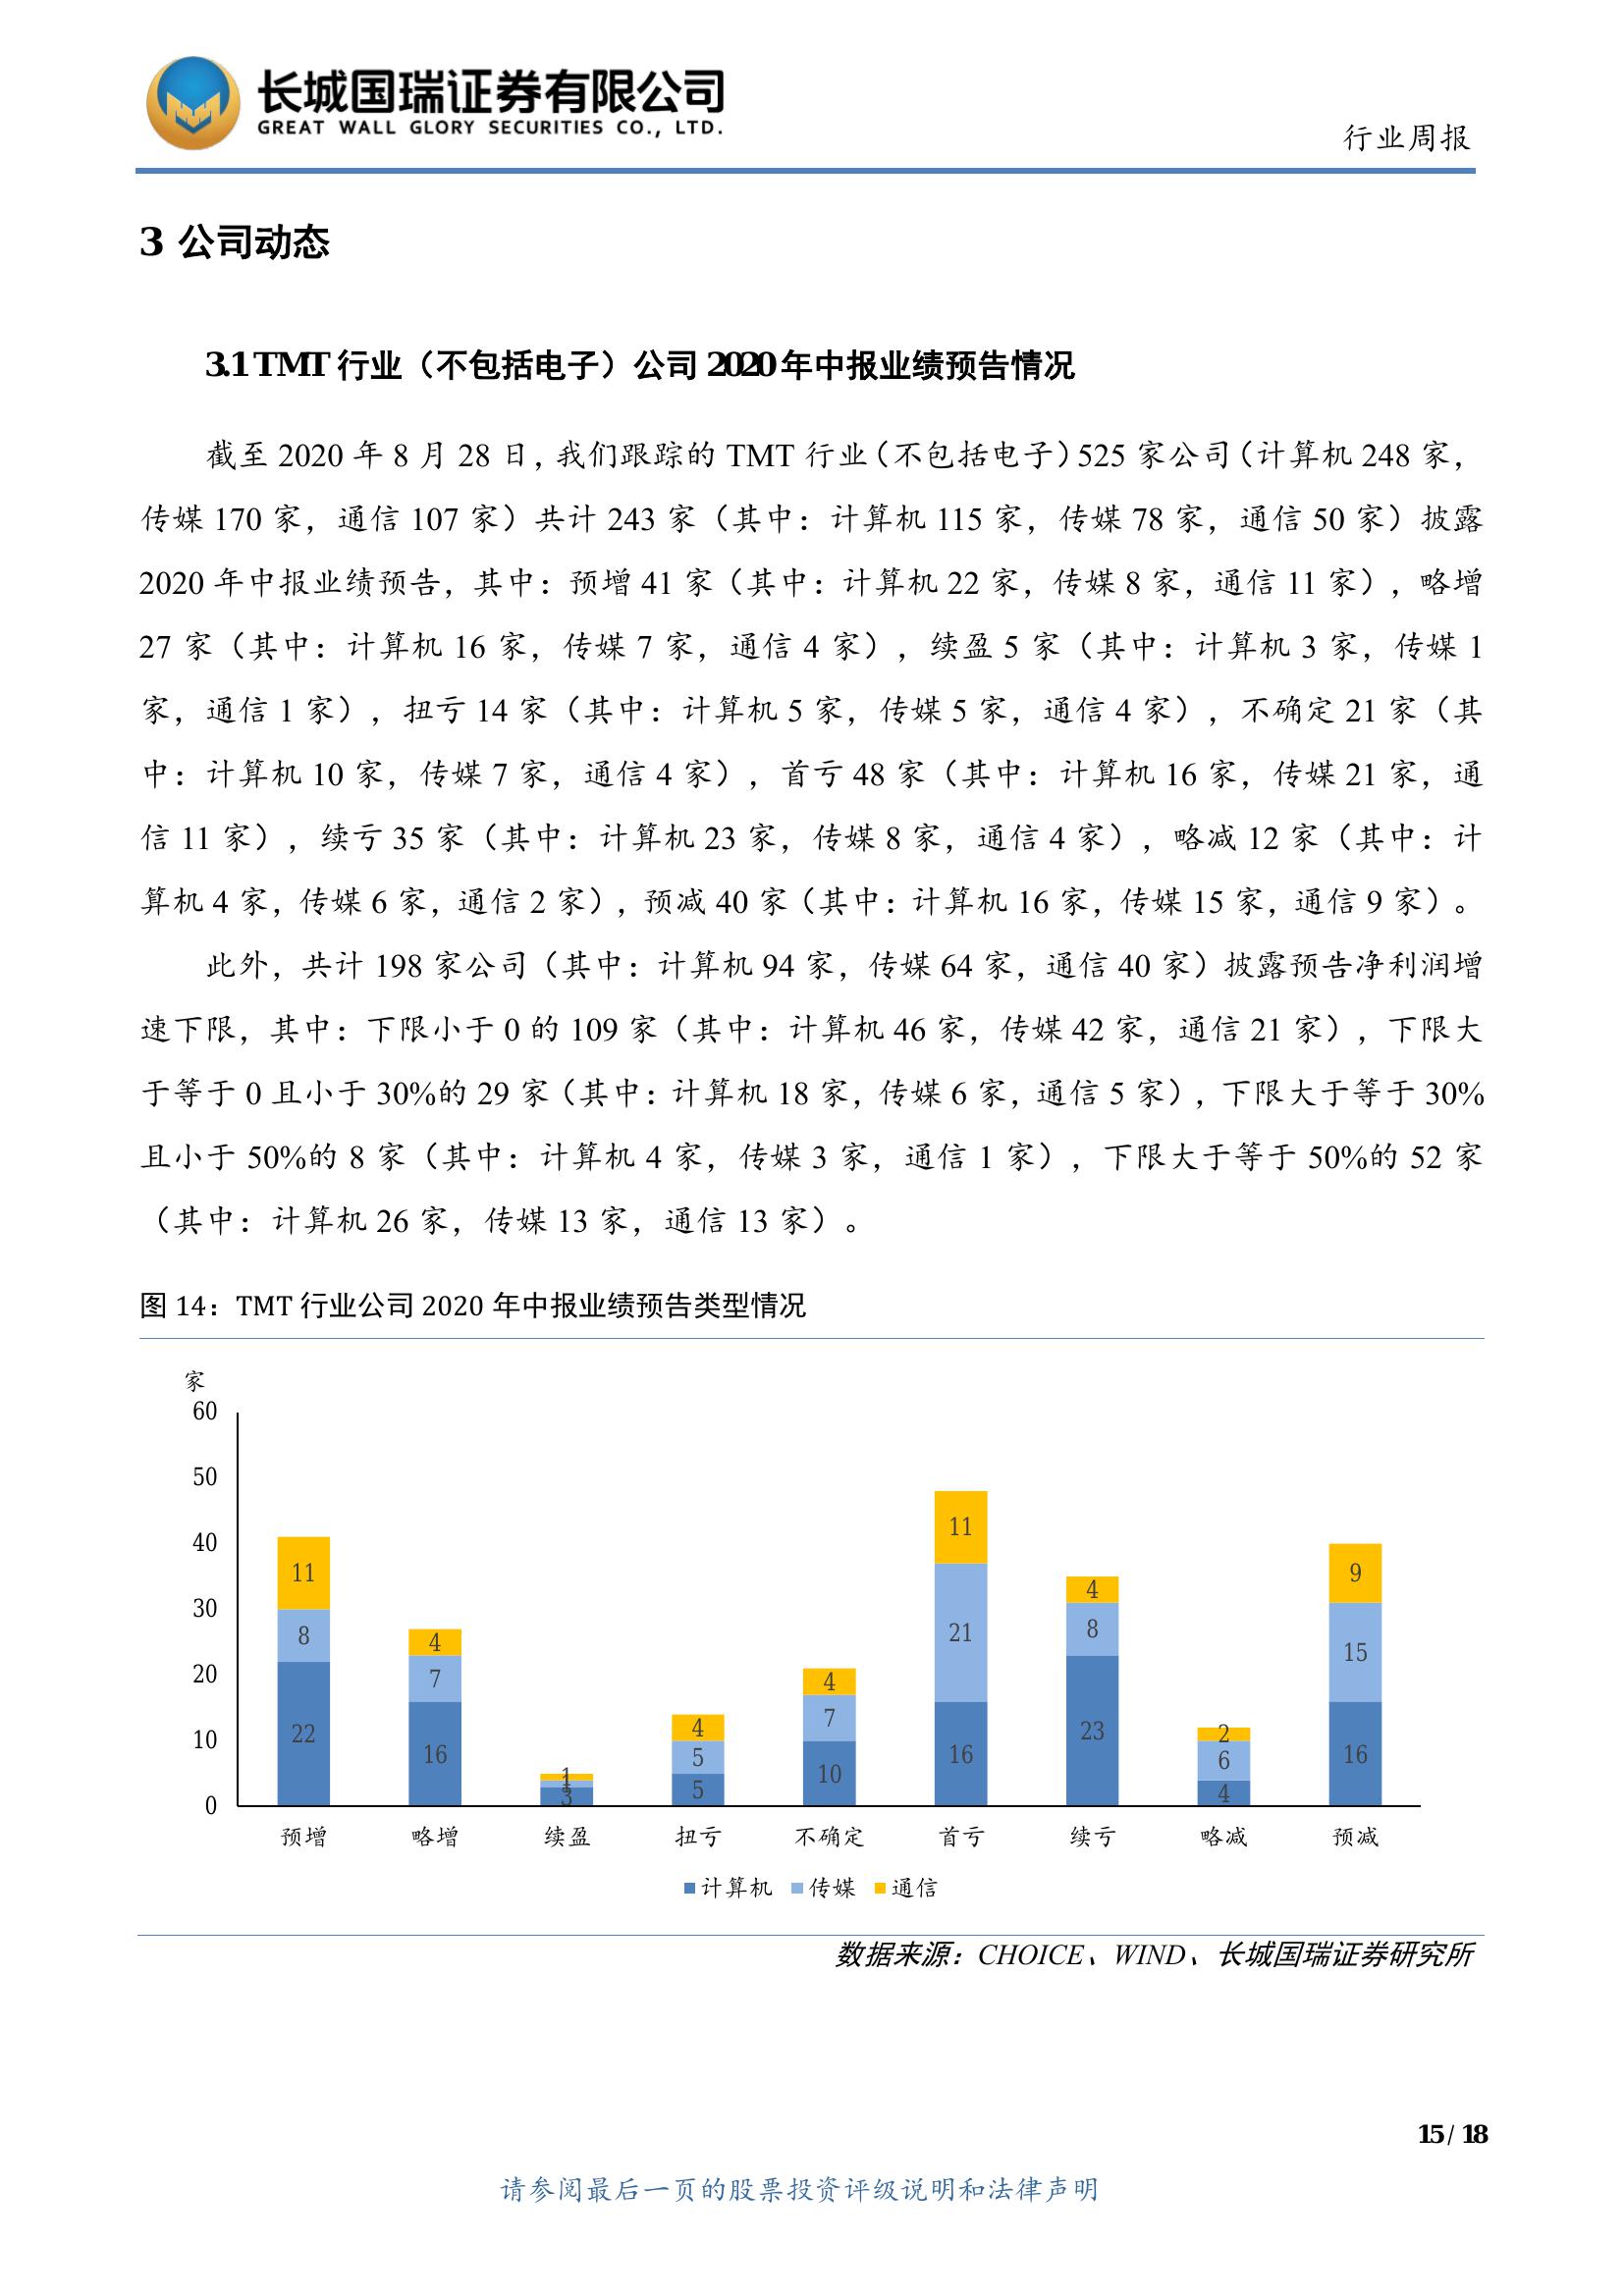 长城国瑞证券有限公司
GREAT WALL GLORY SECURITIES CO., LTD.
行业周报
3 公司动态
3.1 TMT 行业（不包括电子）公司 2020 年中报业绩预告情况
截至 2020 年 8 月 28 日，我们跟踪的 TMT 行业（不包括电子）525 家公司（计算机 248 家，
传媒 170 家，通信 107 家）共计 243 家（其中：计算机 115 家，传媒 78 家，通信 50 家）披露
2020 年中报业绩预告，其中：预增 41 家（其中：计算机 22 家，传媒 8 家，通信 11 家），略增
27 家（其中：计算机 16 家，传媒 7 家，通信 4 家），续盈 5 家（其中：计算机 3 家，传媒 1
家，通信 1 家），扭亏 14 家（其中：计算机 5 家，传媒 5 家，通信 4 家），不确定 21 家（其
中：计算机 10 家，传媒 7 家，通信 4 家），首亏 48 家（其中：计算机 16 家，传媒 21 家，通
信 11 家），续亏 35 家（其中：计算机 23 家，传媒 8 家，通信 4 家），略减 12 家（其中：计
算机 4 家，传媒 6 家，通信 2 家），预减 40 家（其中：计算机 16 家，传媒 15 家，通信 9 家）。
此外，共计 198 家公司（其中：计算机 94 家，传媒 64 家，通信 40 家）披露预告净利润增
速下限，其中：下限小于 0 的 109 家（其中：计算机 46 家，传媒 42 家，通信 21 家），下限大
于等于 0 且小于 30%的 29 家（其中：计算机 18 家，传媒 6 家，通信 5 家），下限大于等于 30%
且小于 50%的 8 家（其中：计算机 4 家，传媒 3 家，通信 1 家），下限大于等于 50%的 52 家
（其中：计算机 26 家，传媒 13 家，通信 13 家）。
图 14：TMT 行业公司 2020 年中报业绩预告类型情况
家
60
50
40
30
20
10
0
11
8
22
4
7
16
1
1
3
4
5
5
4
7
10
11
21
16
4
8
23
2
6
4
9
15
16
预增 略增 续盈 扭亏 不确定 首亏 续亏 略减 预减
计算机 传媒 通信
数据来源：CHOICE、WIND、长城国瑞证券研究所
15 / 18
请参阅最后一页的股票投资评级说明和法律声明